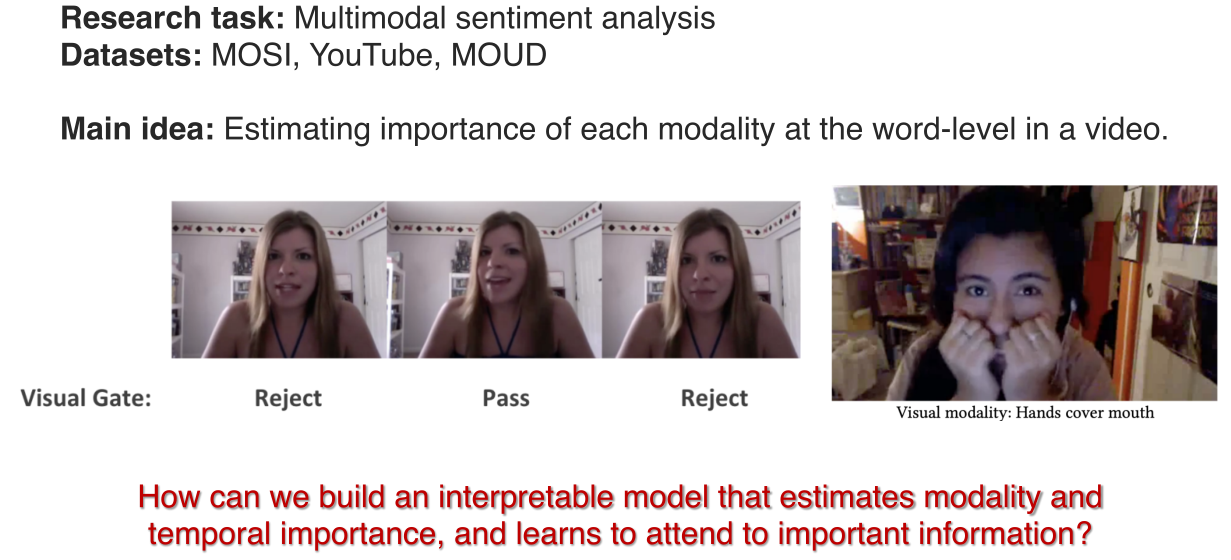 Research task: Multimodal sentiment analysis
Datasets: MOSI, YouTube, MOUD
Main idea: Estimating importance of each modality at the word-level in a video.
Visual Gate: Reject Pass Reject
Visual modality: Hands cover mouth
How can we build an interpretable model that estimates modality and
temporal importance, and learns to attend to important information?